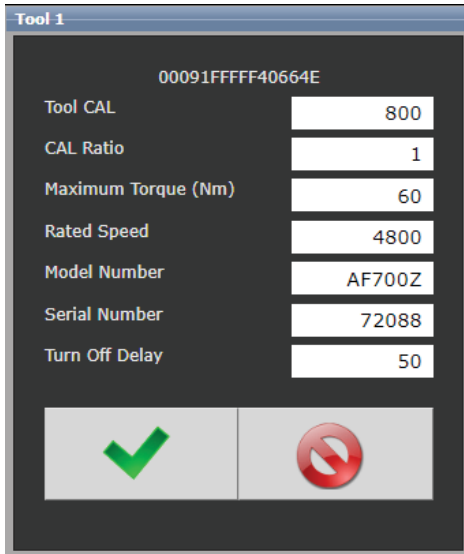 Tool 1
00091FFFFF40664E
Tool CAL 800
CAL Ratio 1
Maximum Torque (Nm) 60
Rated Speed 4800
Model Number AF700Z
Serial Number 72088
Turn Off Delay 50